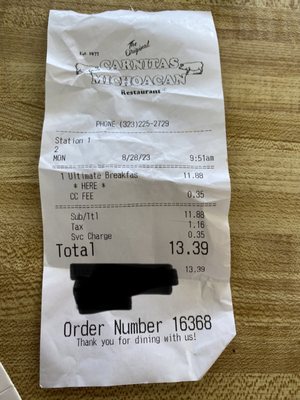 The
Original
Est. 1977
CARNITAS
MICHOACAN
Restaurant
PHONE (323)225-2729
Station 1
2
MON 8/28/23 9:51am
1 Ultimate Breakfas 11.88
* HERE *
CC FEE 0.35
Sub/Ttl 11.88
Tax 1.16
Svc Charge 0.35
Total 13.39
13.39
Order Number 16368
Thank you for dining with us!